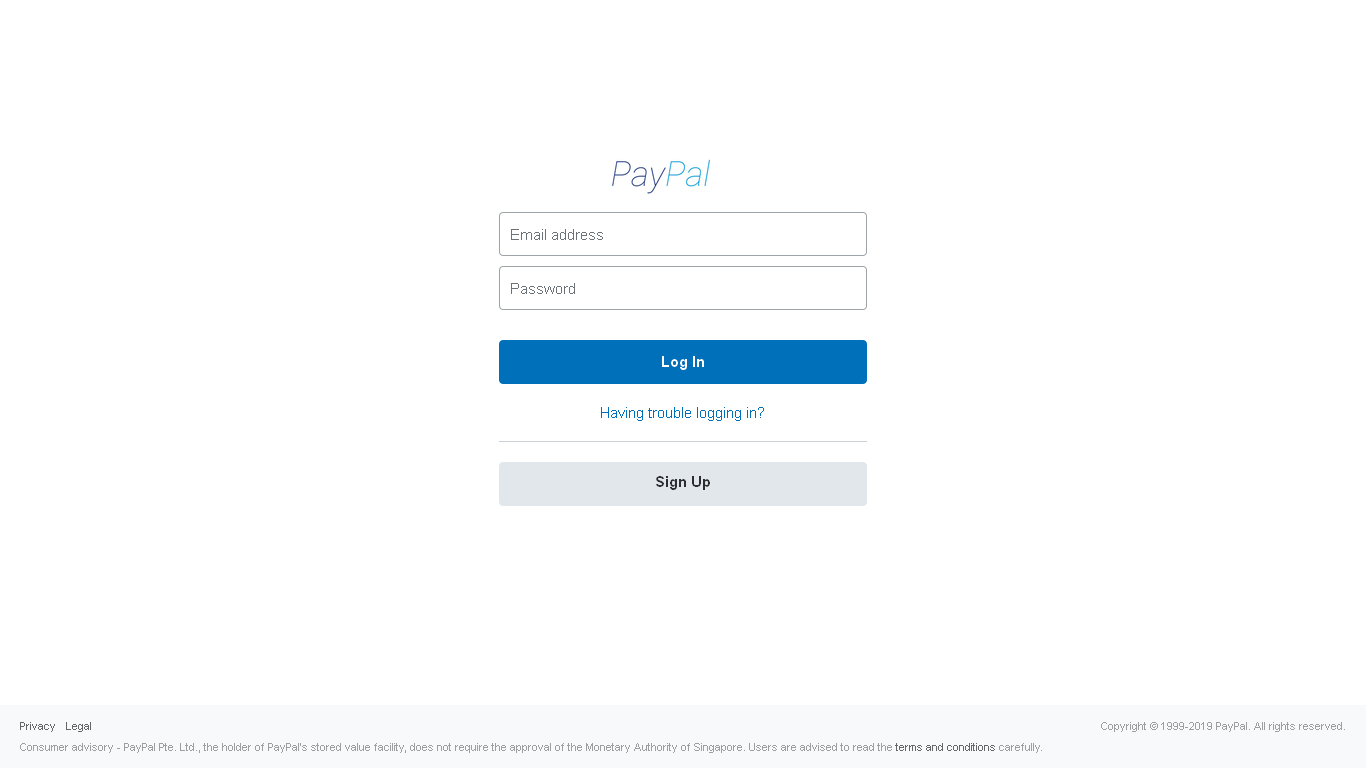 PayPal
Email address
Password
Log In
Having trouble logging in?
Sign Up
Privacy Legal
Copyright © 1999-2019 PayPal. All rights reserved.
Consumer advisory - PayPal Pte. Ltd., the holder of PayPal's stored value facility, does not require the approval of the Monetary Authority of Singapore. Users are advised to read the terms and conditions carefully.